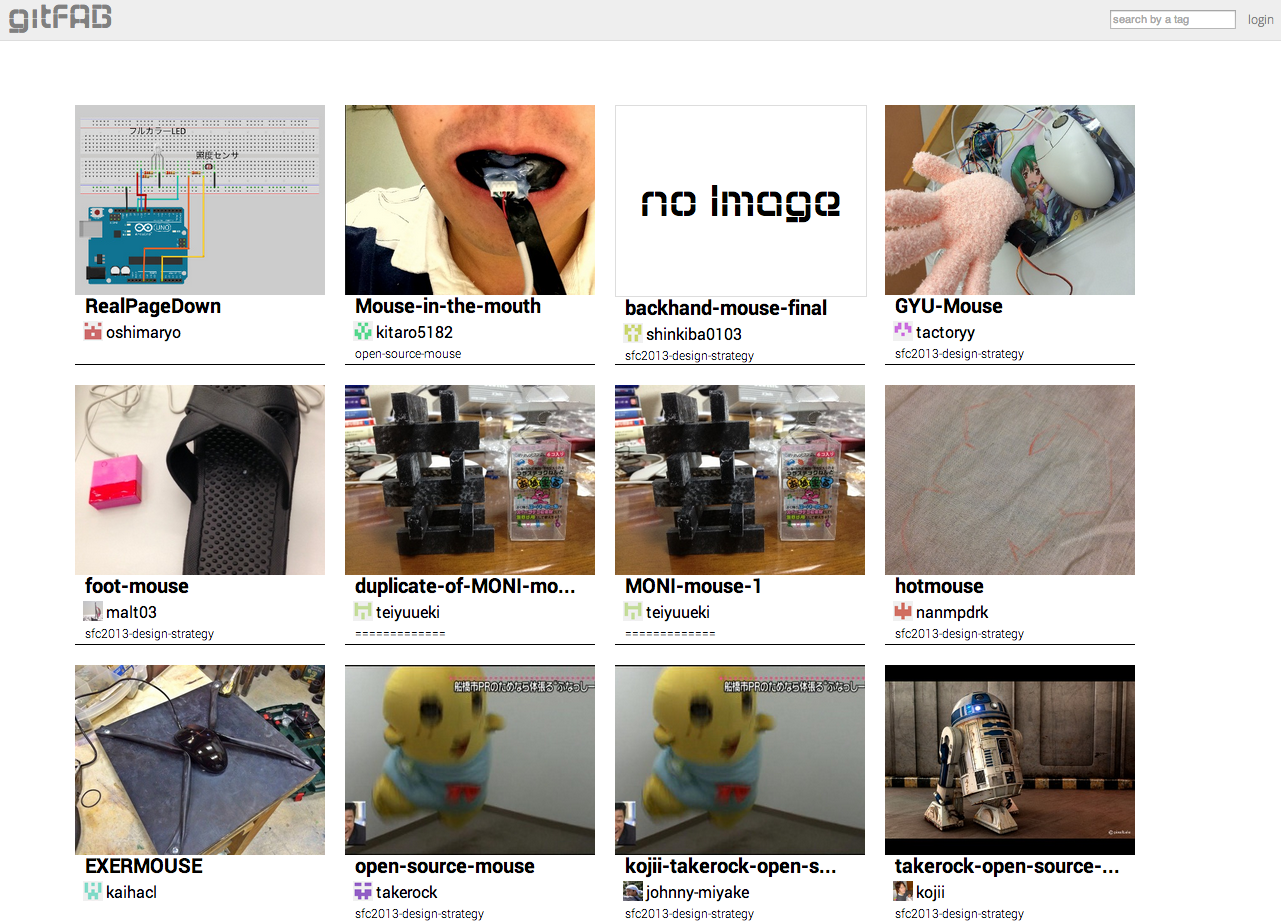 gitFAB
search by a tag
login
フルカラーLED
照度センサ
UNO
no image
RealPageDown
Mouse-in-the-mouth
backhand-mouse-final
GYU-Mouse
oshimaryo
kitaro5182
shinkiba0103
tactoryy
open-source-mouse
sfc2013-design-strategy
sfc2013-design-strategy
foot-mouse
duplicate-of-MONI-mo...
MONI-mouse-1
hotmouse
malt03
teiyuueki
teiyuueki
nanmpdrk
sfc2013-design-strategy
=============
=============
sfc2013-design-strategy
船橋市PRのためなら体張る"ふなっしー
船橋市PRのためなら体張る"ふなっしー
EXERMOUSE
open-source-mouse
kojii-takerock-open-s...
takerock-open-source-...
kaihacl
takerock
johnny-miyake
kojii
sfc2013-design-strategy
sfc2013-design-strategy
sfc2013-design-strategy